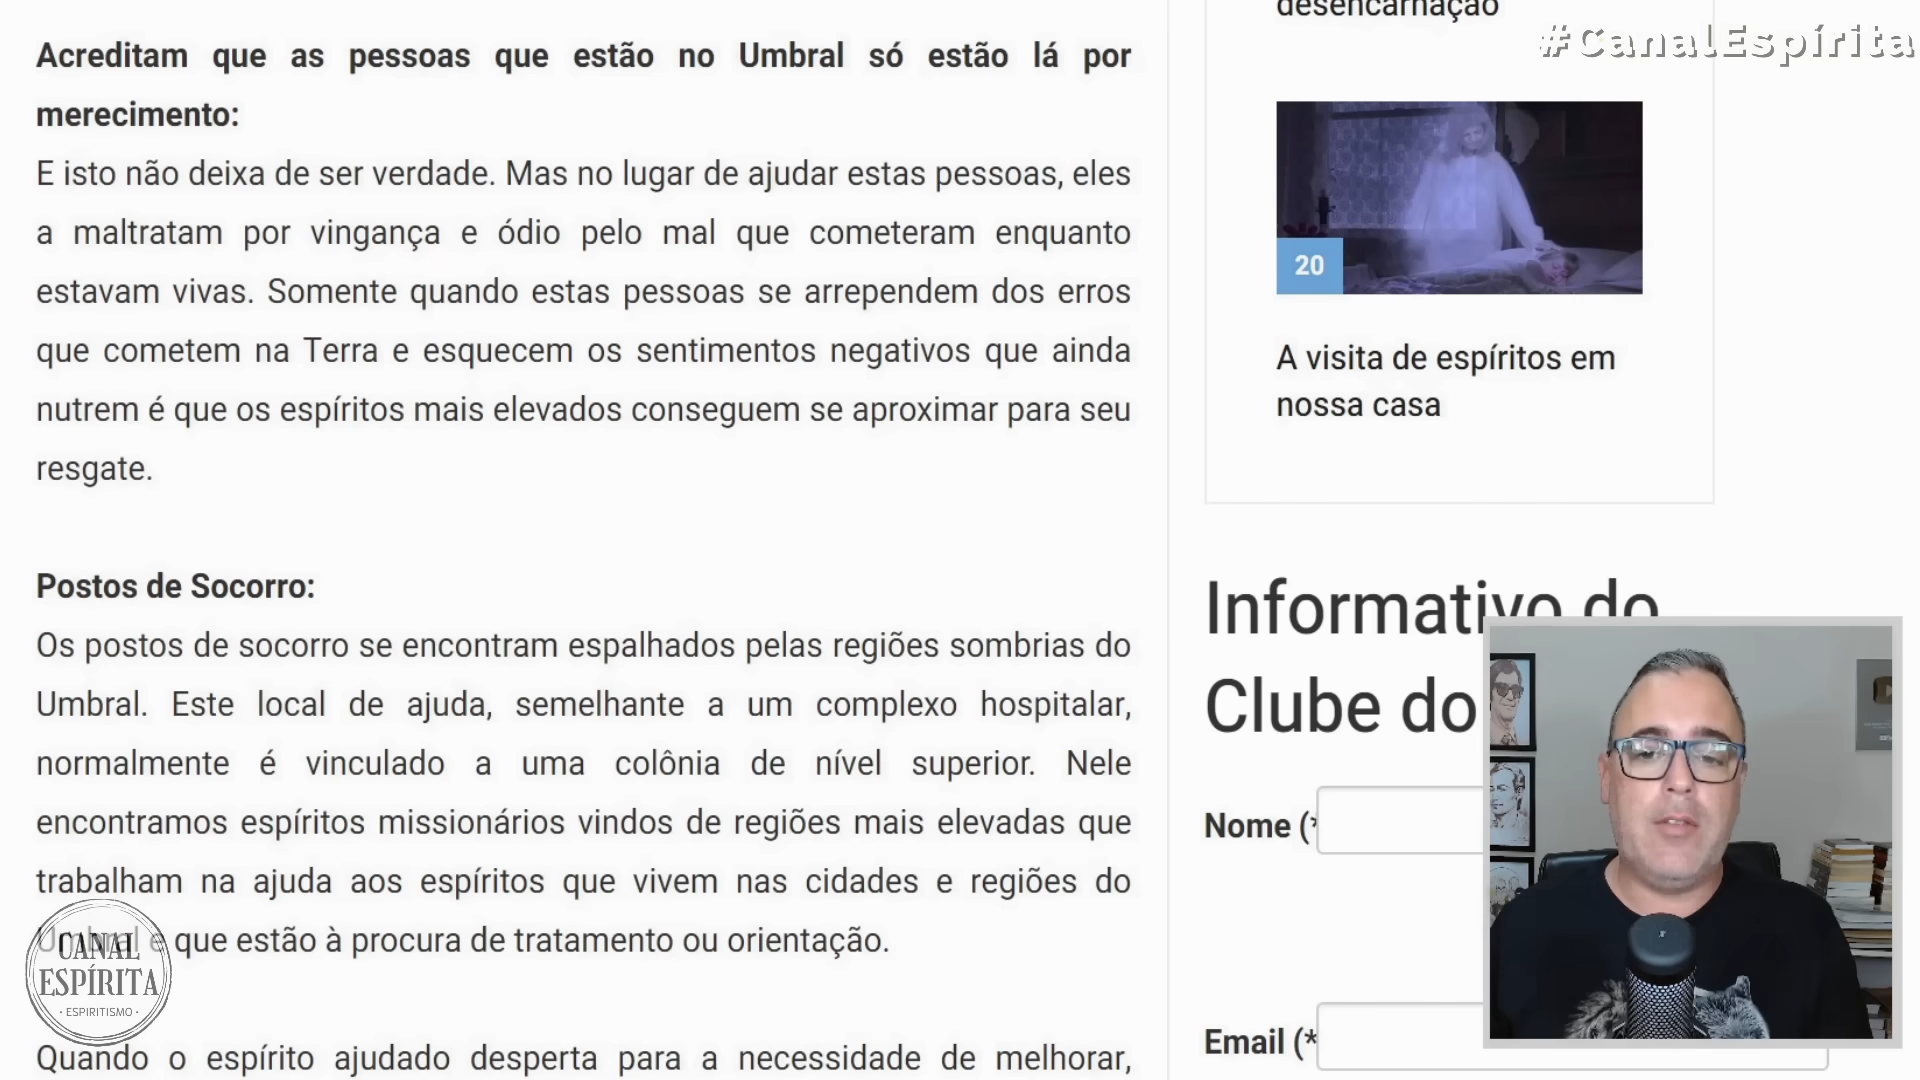 Acreditam que as pessoas que estão no Umbral só estão lá por
merecimento:
E isto não deixa de ser verdade. Mas no lugar de ajudar estas pessoas, eles
a maltratam por vingança e ódio pelo mal que cometeram enquanto
estavam vivas. Somente quando estas pessoas se arrependem dos erros
que cometem na Terra e esquecem os sentimentos negativos que ainda
nutrem é que os espíritos mais elevados conseguem se aproximar para seu
resgate.
Postos de Socorro:
Os postos de socorro se encontram espalhados pelas regiões sombrias do
Umbral. Este local de ajuda, semelhante a um complexo hospitalar,
normalmente é vinculado a uma colônia de nível superior. Nele
encontramos espíritos missionários vindos de regiões mais elevadas que
trabalham na ajuda aos espíritos que vivem nas cidades e regiões do
Umbral e que estão à procura de tratamento ou orientação.
Quando o espírito ajudado desperta para a necessidade de melhorar,
CANAL
ESPÍRITA
· ESPIRITISMO ·
desencarnação
#CanalEspírita
20
A visita de espíritos em
nossa casa
Informativo do
Clube do
Nome (*
Email (*